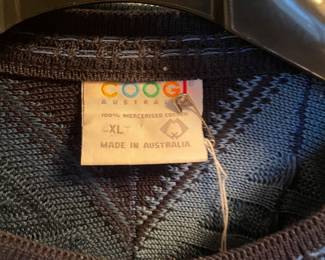 COOGI
AUSTRALIA
100% MERCERISED COTTON
XL
MADE IN AUSTRALIA